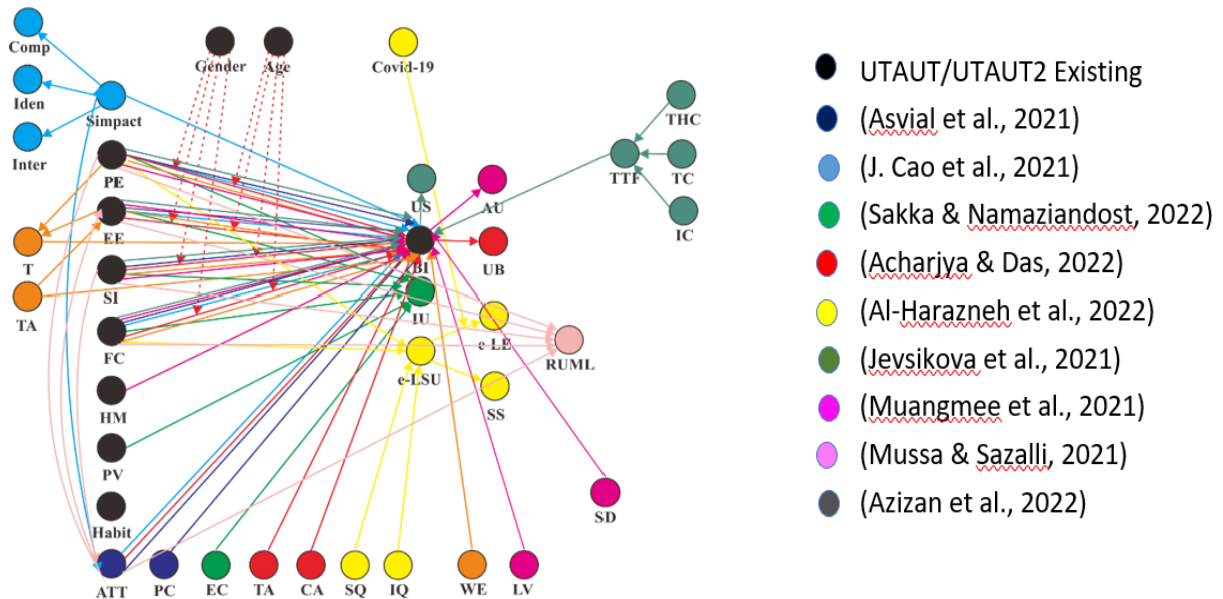 Comp
Iden
Inter
Simpact
Gender
Age
Covid-19
PE
EE
SI
FC
HM
PV
Habit
ATT
T
TA
US
AU
BI
UB
IU
e-LE
e-LSU
SS
RUML
TTF
THC
TC
IC
SD
PC
EC
TA
CA
SQ
IQ
WE
LV
UTAUT/UTAUT2 Existing
(Asvial et al., 2021)
(J. Cao et al., 2021)
(Sakka & Namaziandost, 2022)
(Acharjya & Das, 2022)
(Al-Harazneh et al., 2022)
(Jevsikova et al., 2021)
(Muangmee et al., 2021)
(Mussa & Sazalli, 2021)
(Azizan et al., 2022)